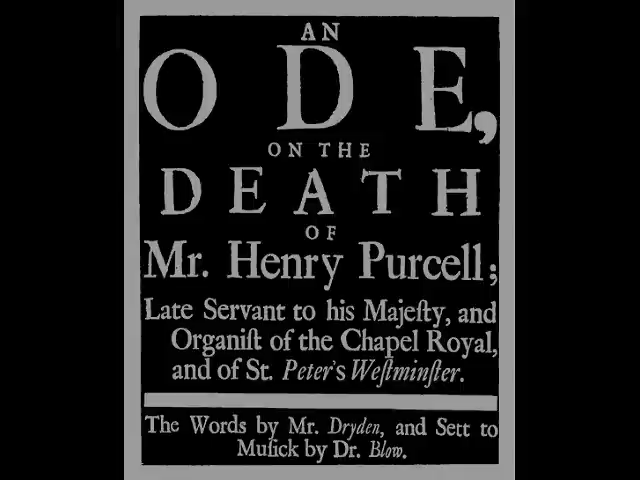 AN
ODE,
ON THE
DEATH
OF
Mr. Henry Purcell;
Late Servant to his Majeſty, and
Organiſt of the Chapel Royal,
and of St. Peter's Weſtminſter.
The Words by Mr. Dryden, and Sett to
Muſick by Dr. Blow.